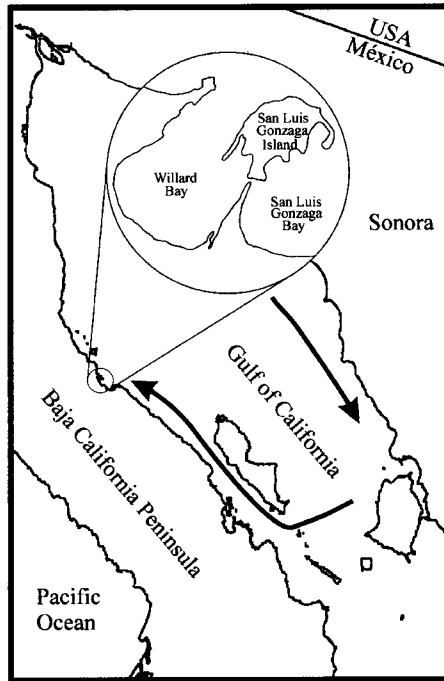 USA
México
San Luis
Gonzaga
Island
Willard
Bay
San Luis
Gonzaga
Bay
Sonora
Gulf of California
Baja California Peninsula
Pacific
Ocean